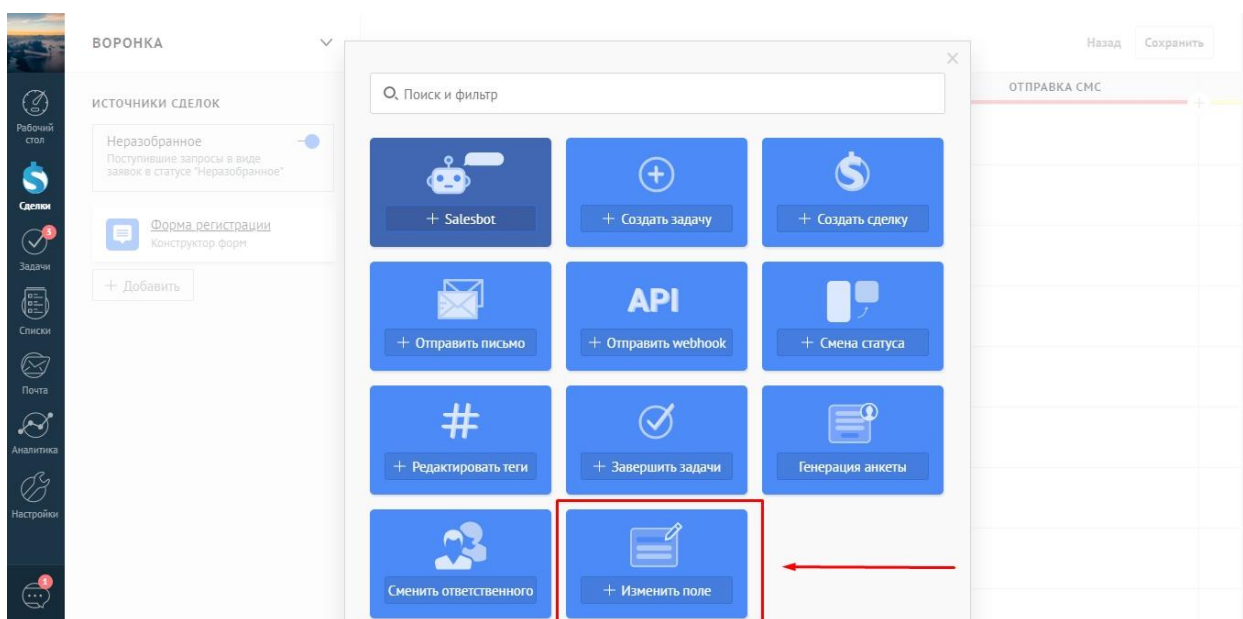 ВОРОНКА
Назад
Сохранить
Рабочий
стол
Сделки
3
Задачи
Списки
Почта
Аналитика
Настройки
1
ИСТОЧНИКИ СДЕЛОК
Неразобранное
Поступившие запросы в виде
заявок в статусе "Неразобранное"
Форма регистрации
Конструктор форм
+ Добавить
Поиск и фильтр
ОТПРАВКА СМС
+ Salesbot
+ Создать задачу
+ Создать сделку
API
+ Отправить письмо
+ Отправить webhook
+ Смена статуса
#
+ Редактировать теги
+ Завершить задачи
Генерация анкеты
Сменить ответственного
+ Изменить поле